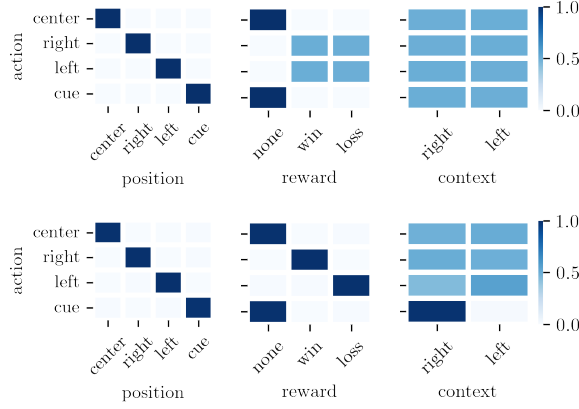 action
center
right
left
cue
center
right
left
cue
position
none
win
loss
reward
right
left
context
1.0
0.5
0.0
action
center
right
left
cue
center
right
left
cue
position
none
win
loss
reward
right
left
context
1.0
0.5
0.0